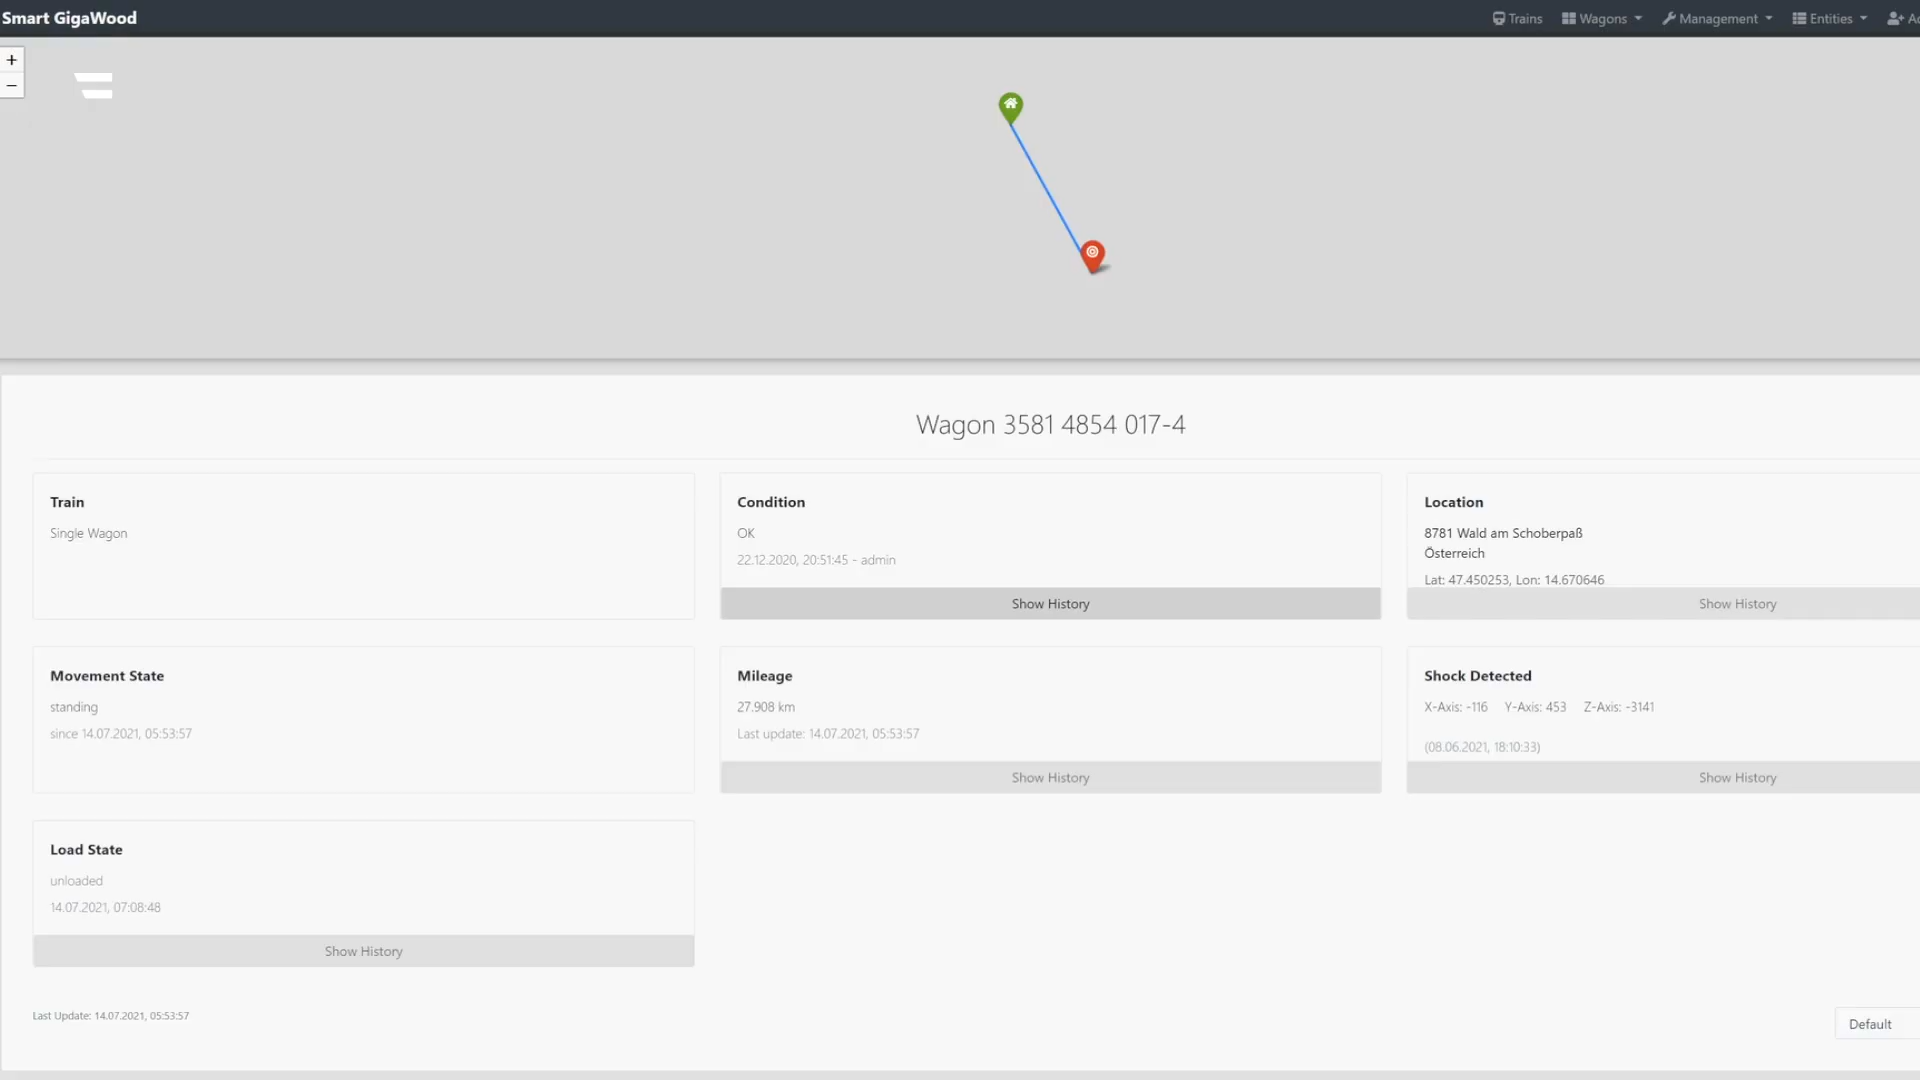 Smart GigaWood
Trains
Wagons
Management
Entities
+
−
Wagon 3581 4854 017-4
Train
Single Wagon
Condition
OK
22.12.2020, 20:51:45 - admin
Show History
Location
8781 Wald am Schoberpaß
Österreich
Lat: 47.450253, Lon: 14.670646
Show History
Movement State
standing
since 14.07.2021, 05:53:57
Mileage
27.908 km
Last update: 14.07.2021, 05:53:57
Show History
Shock Detected
X-Axis: -116 Y-Axis: 453 Z-Axis: -3141
(08.06.2021, 18:10:33)
Show History
Load State
unloaded
14.07.2021, 07:08:48
Show History
Last Update: 14.07.2021, 05:53:57
Default